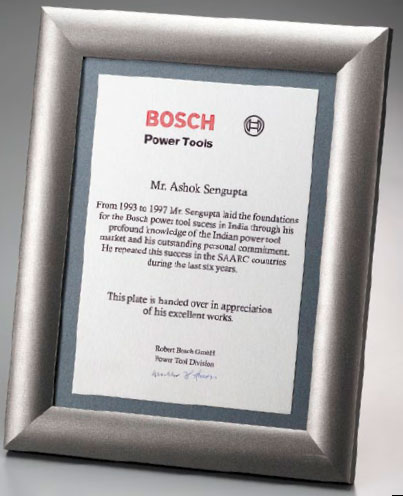 BOSCH
Power Tools
Mr. Ashok Sengupta
From 1993 to 1997 Mr. Sengupta laid the foundations
for the Bosch power tool sucess in India through his
profound knowledge of the Indian power tool
market and his outstanding personal commitment.
He repeated this success in the SAARC countries
during the last six years.
This plate is handed over in appreciation
of his excellent works.
Robert Bosch GmbH
Power Tool Division